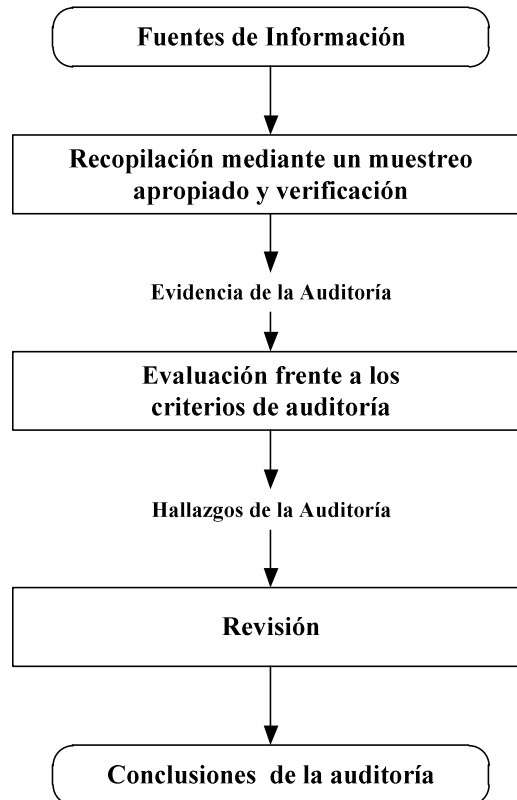 Fuentes de Información
Recopilación mediante un muestreo
apropiado y verificación
Evidencia de la Auditoría
Evaluación frente a los
criterios de auditoría
Hallazgos de la Auditoría
Revisión
Conclusiones de la auditoría